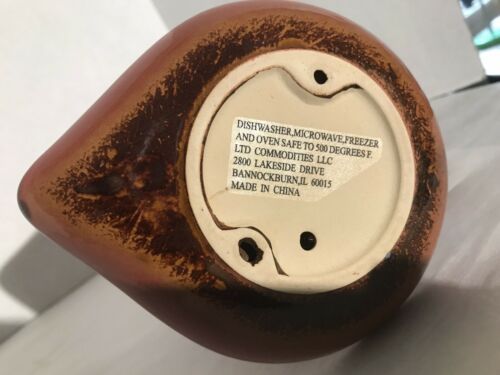 DISHWASHER,MICROWAVE,FREEZER
AND OVEN SAFE TO 500 DEGREES F.
LTD COMMODITIES LLC
2800 LAKESIDE DRIVE
BANNOCKBURN,IL 60015
MADE IN CHINA